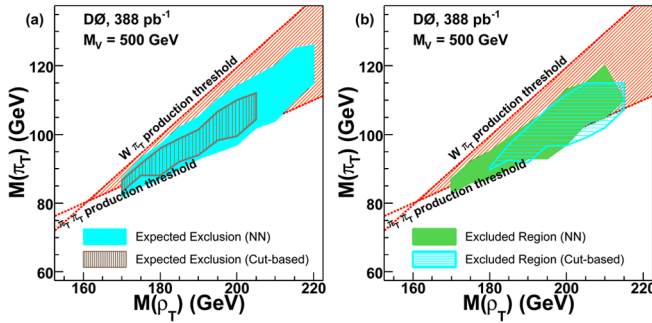 (a)
DØ, 388 pb⁻¹
M_V = 500 GeV
W π_T production threshold
π_T π_T production threshold
Expected Exclusion (NN)
Expected Exclusion (Cut-based)
M(π_T) (GeV)
120
100
80
60
160
180
200
220
M(ρ_T) (GeV)
(b)
DØ, 388 pb⁻¹
M_V = 500 GeV
W π_T production threshold
π_T π_T production threshold
Excluded Region (NN)
Excluded Region (Cut-based)
M(π_T) (GeV)
120
100
80
60
160
180
200
220
M(ρ_T) (GeV)